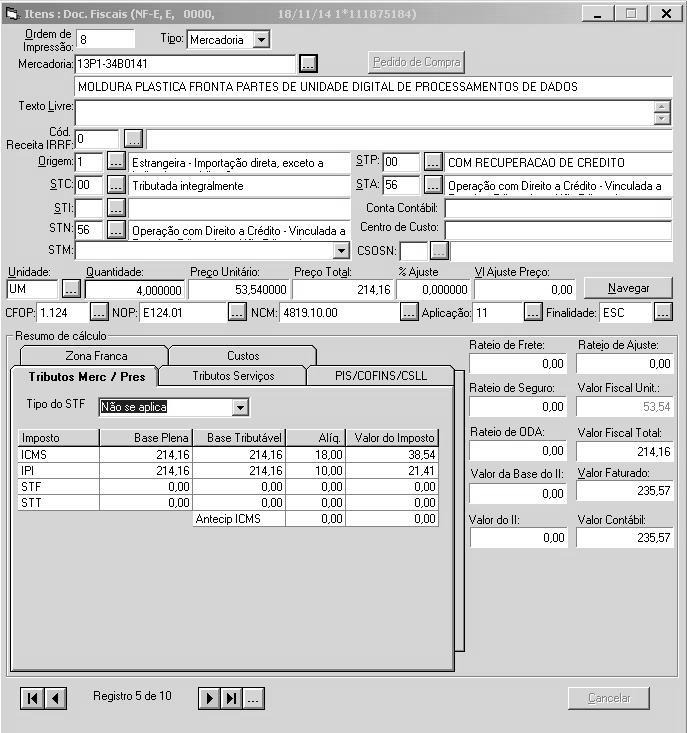 Itens : Doc. Fiscais (NF-E, E, 0000, 18/11/14 1*111875184)
Ordem de Impressão: 8 Tipo: Mercadoria
Mercadoria: 13P1-34B0141 ... Pedido de Compra
MOLDURA PLASTICA FRONTA PARTES DE UNIDADE DIGITAL DE PROCESSAMENTOS DE DADOS
Texto Livre:
Cód. Receita IRRF: 0 ...
Origem: 1 ... Estrangeira - Importação direta, exceto a STP: 00 ... COM RECUPERACAO DE CREDITO
STC: 00 ... Tributada integralmente STA: 56 ... Operação com Direito a Crédito - Vinculada a
STI: ... Conta Contábil:
STN: 56 ... Operação com Direito a Crédito - Vinculada a Centro de Custo:
STM: CSOSN: ...
Unidade: Quantidade: Preço Unitário: Preço Total: % Ajuste Vl Ajuste Preço:
UM ... 4,000000 53,540000 214,16 0,000000 0,00 Navegar
CFOP: 1.124 ... NOP: E124.01 ... NCM: 4819.10.00 ... Aplicação: 11 ... Finalidade: ESC ...
Resumo de cálculo
Zona Franca Custos
Tributos Merc / Pres Tributos Serviços PIS/COFINS/CSLL
Tipo do STF Não se aplica
Imposto Base Plena Base Tributável Alíq. Valor do Imposto
ICMS 214,16 214,16 18,00 38,54
IPI 214,16 214,16 10,00 21,41
STF 0,00 0,00 0,00 0,00
STT 0,00 0,00 0,00 0,00
Antecip ICMS 0,00 0,00
Rateio de Frete: Rateio de Ajuste:
0,00 0,00
Rateio de Seguro: Valor Fiscal Unit.:
0,00 53,54
Rateio de ODA: Valor Fiscal Total:
0,00 214,16
Valor da Base do II: Valor Faturado:
0,00 235,57
Valor do II: Valor Contábil:
0,00 235,57
Registro 5 de 10 ... Cancelar